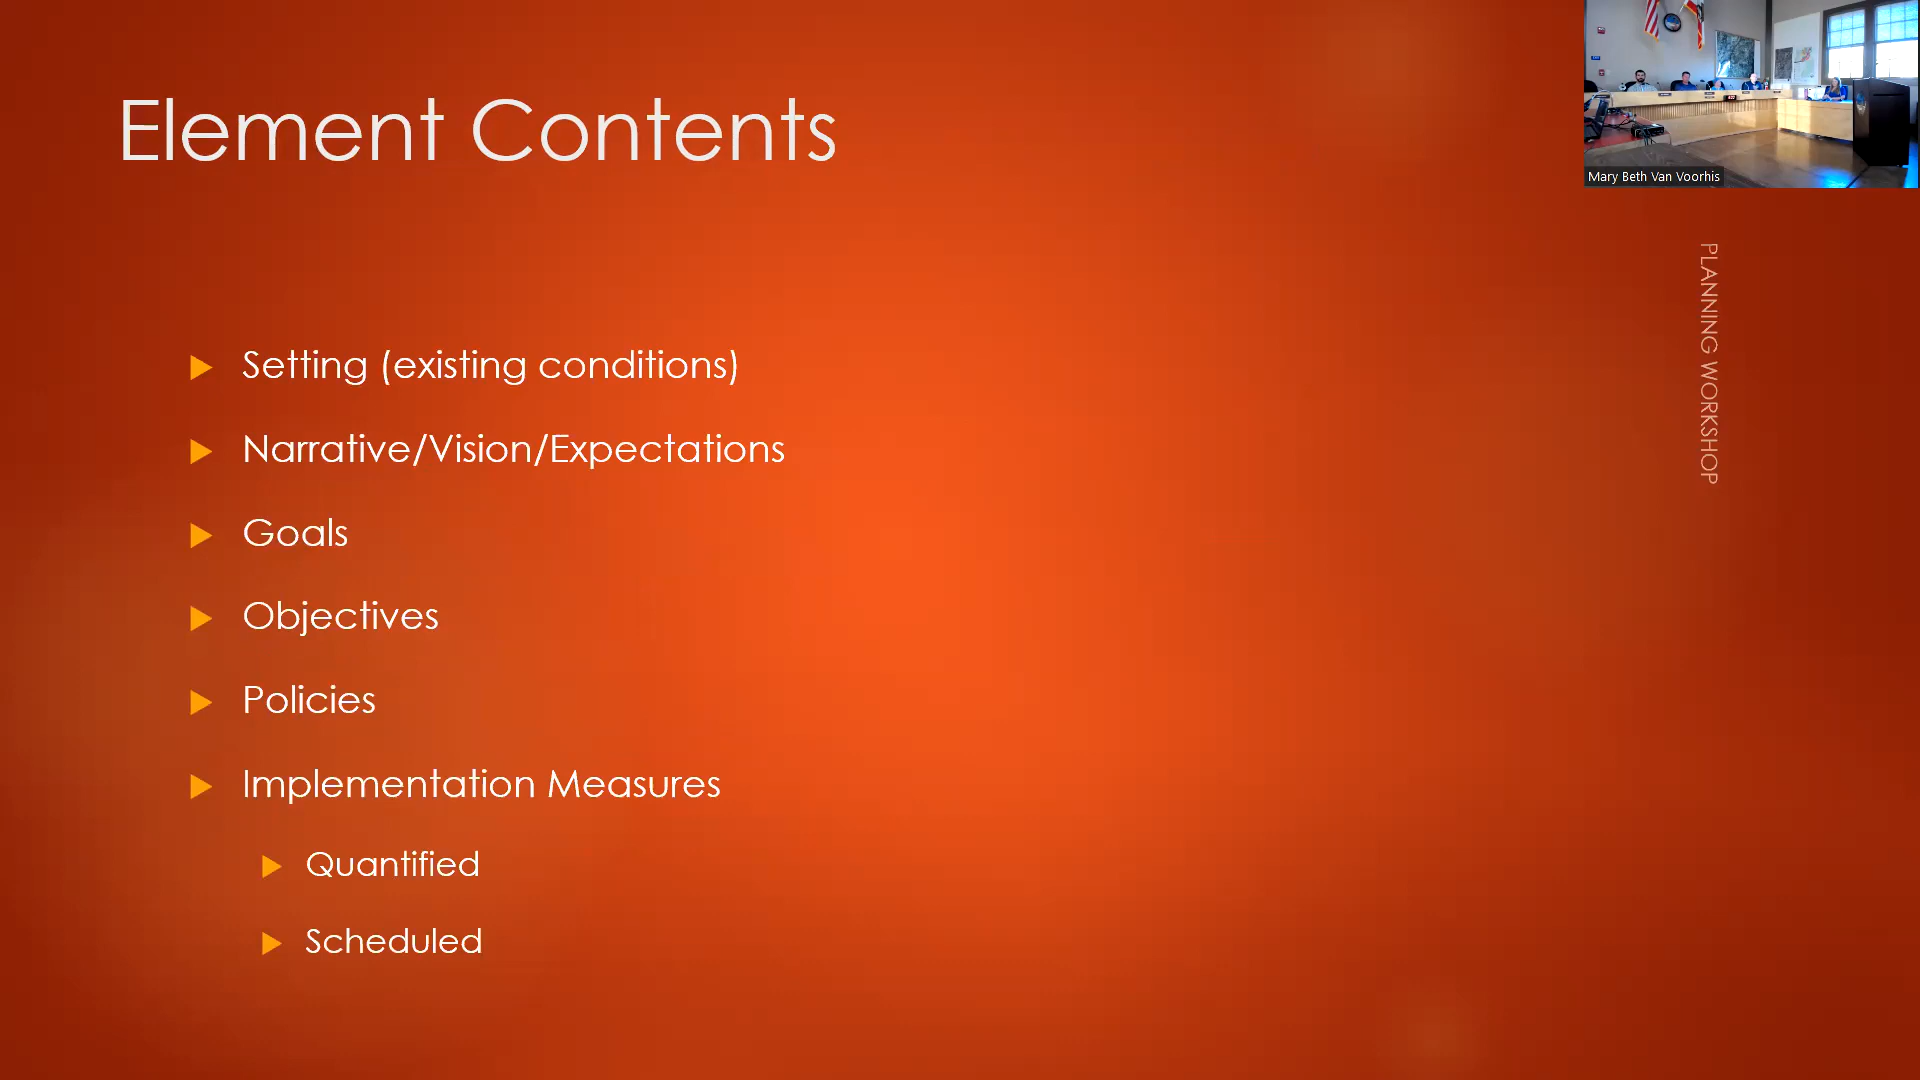 Element Contents
Mary Beth Van Voorhis
PLANNING WORKSHOP
Setting (existing conditions)
Narrative/Vision/Expectations
Goals
Objectives
Policies
Implementation Measures
Quantified
Scheduled